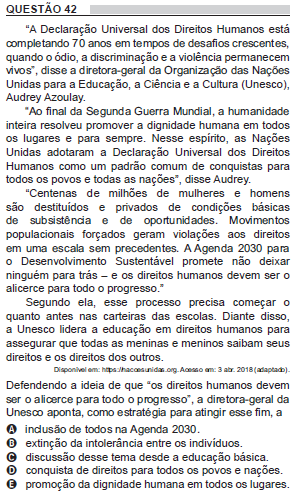 QUESTÃO 42
“A Declaração Universal dos Direitos Humanos está
completando 70 anos em tempos de desafios crescentes,
quando o ódio, a discriminação e a violência permanecem
vivos”, disse a diretora-geral da Organização das Nações
Unidas para a Educação, a Ciência e a Cultura (Unesco),
Audrey Azoulay.
“Ao final da Segunda Guerra Mundial, a humanidade
inteira resolveu promover a dignidade humana em todos
os lugares e para sempre. Nesse espírito, as Nações
Unidas adotaram a Declaração Universal dos Direitos
Humanos como um padrão comum de conquistas para
todos os povos e todas as nações”, disse Audrey.
“Centenas de milhões de mulheres e homens
são destituídos e privados de condições básicas
de subsistência e de oportunidades. Movimentos
populacionais forçados geram violações aos direitos
em uma escala sem precedentes. A Agenda 2030 para
o Desenvolvimento Sustentável promete não deixar
ninguém para trás – e os direitos humanos devem ser o
alicerce para todo o progresso.”
Segundo ela, esse processo precisa começar o
quanto antes nas carteiras das escolas. Diante disso,
a Unesco lidera a educação em direitos humanos para
assegurar que todas as meninas e meninos saibam seus
direitos e os direitos dos outros.
Disponível em: https://nacoesunidas.org. Acesso em: 3 abr. 2018 (adaptado).
Defendendo a ideia de que “os direitos humanos devem
ser o alicerce para todo o progresso”, a diretora-geral da
Unesco aponta, como estratégia para atingir esse fim, a
A inclusão de todos na Agenda 2030.
B extinção da intolerância entre os indivíduos.
C discussão desse tema desde a educação básica.
D conquista de direitos para todos os povos e nações.
E promoção da dignidade humana em todos os lugares.